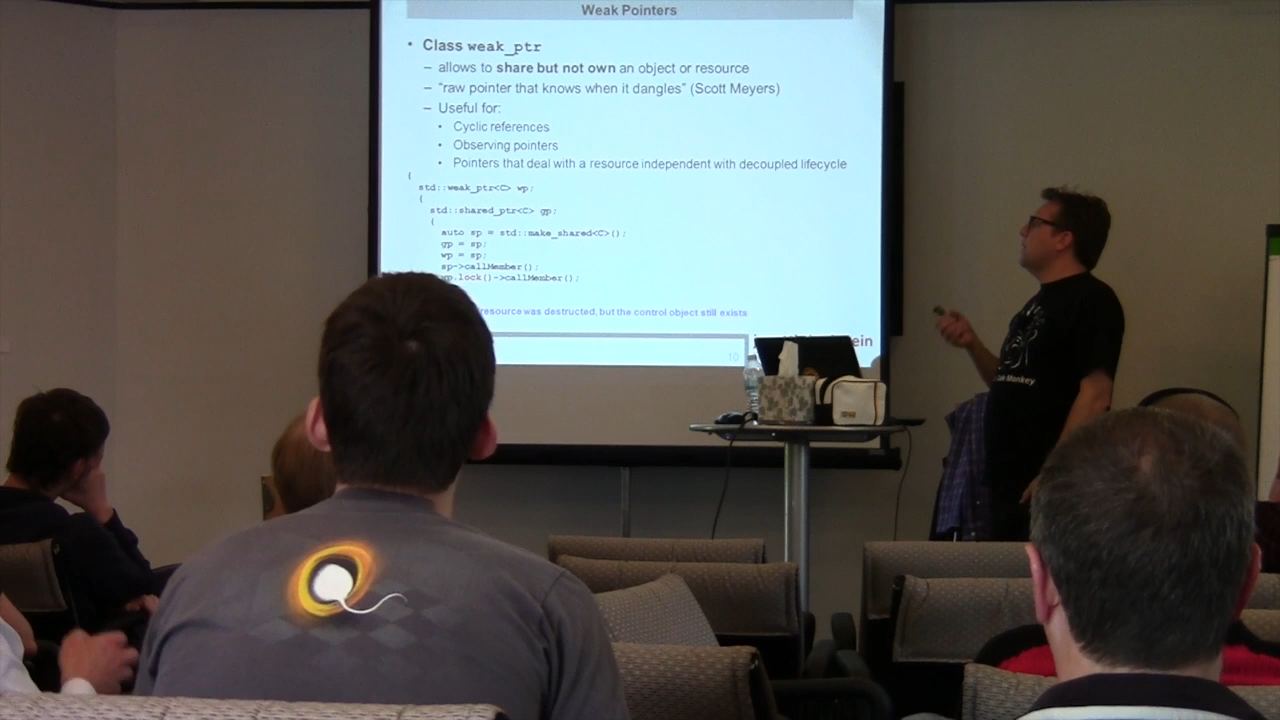 Weak Pointers
• Class weak_ptr
– allows to share but not own an object or resource
– “raw pointer that knows when it dangles” (Scott Meyers)
– Useful for:
• Cyclic references
• Observing pointers
• Pointers that deal with a resource independent with decoupled lifecycle
{
std::weak_ptr<C> wp;
{
std::shared_ptr<C> gp;
{
auto sp = std::make_shared<C>();
gp = sp;
wp = sp;
sp->callMember();
wp.lock()->callMember();
resource was destructed, but the control object still exists
10
Monkey